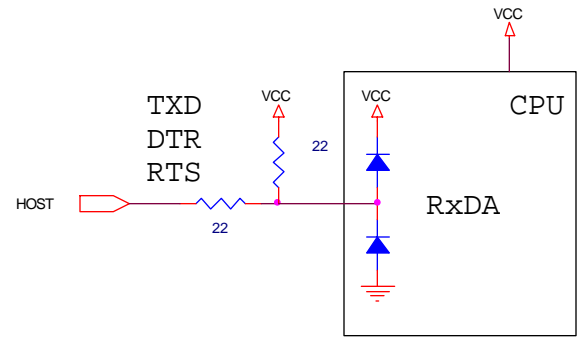 VCC
CPU
TXD
DTR
RTS
VCC
VCC
22
RxDA
HOST
22